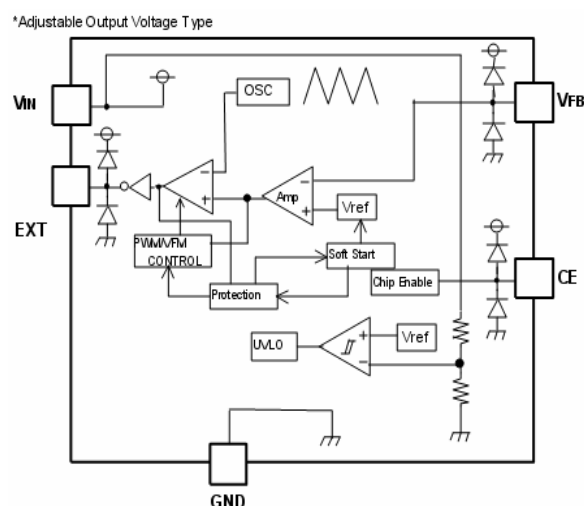 *Adjustable Output Voltage Type
VIN
OSC
VFB
EXT
Amp
Vref
PWM/VFM
CONTROL
Soft Start
Chip Enable
CE
Protection
UVLO
Vref
GND